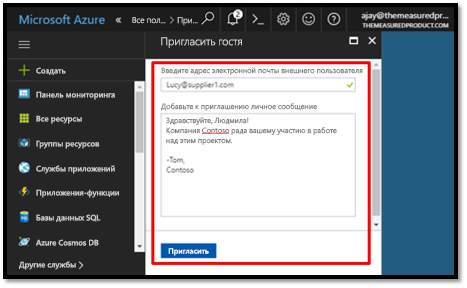 Microsoft Azure
Все пол...
При...
2
ajay@themeasuredpr...
THEMEASUREDPRODUCT.COM
Пригласить гостя
Создать
Панель мониторинга
Все ресурсы
Группы ресурсов
Службы приложений
Приложения-функции
Базы данных SQL
Azure Cosmos DB
Другие службы
Введите адрес электронной почты внешнего пользователя
Lucy@supplier1.com
Добавьте к приглашению личное сообщение
Здравствуйте, Людмила!
Компания Contoso рада вашему участию в работе
над этим проектом.
-Tom,
Contoso
Пригласить